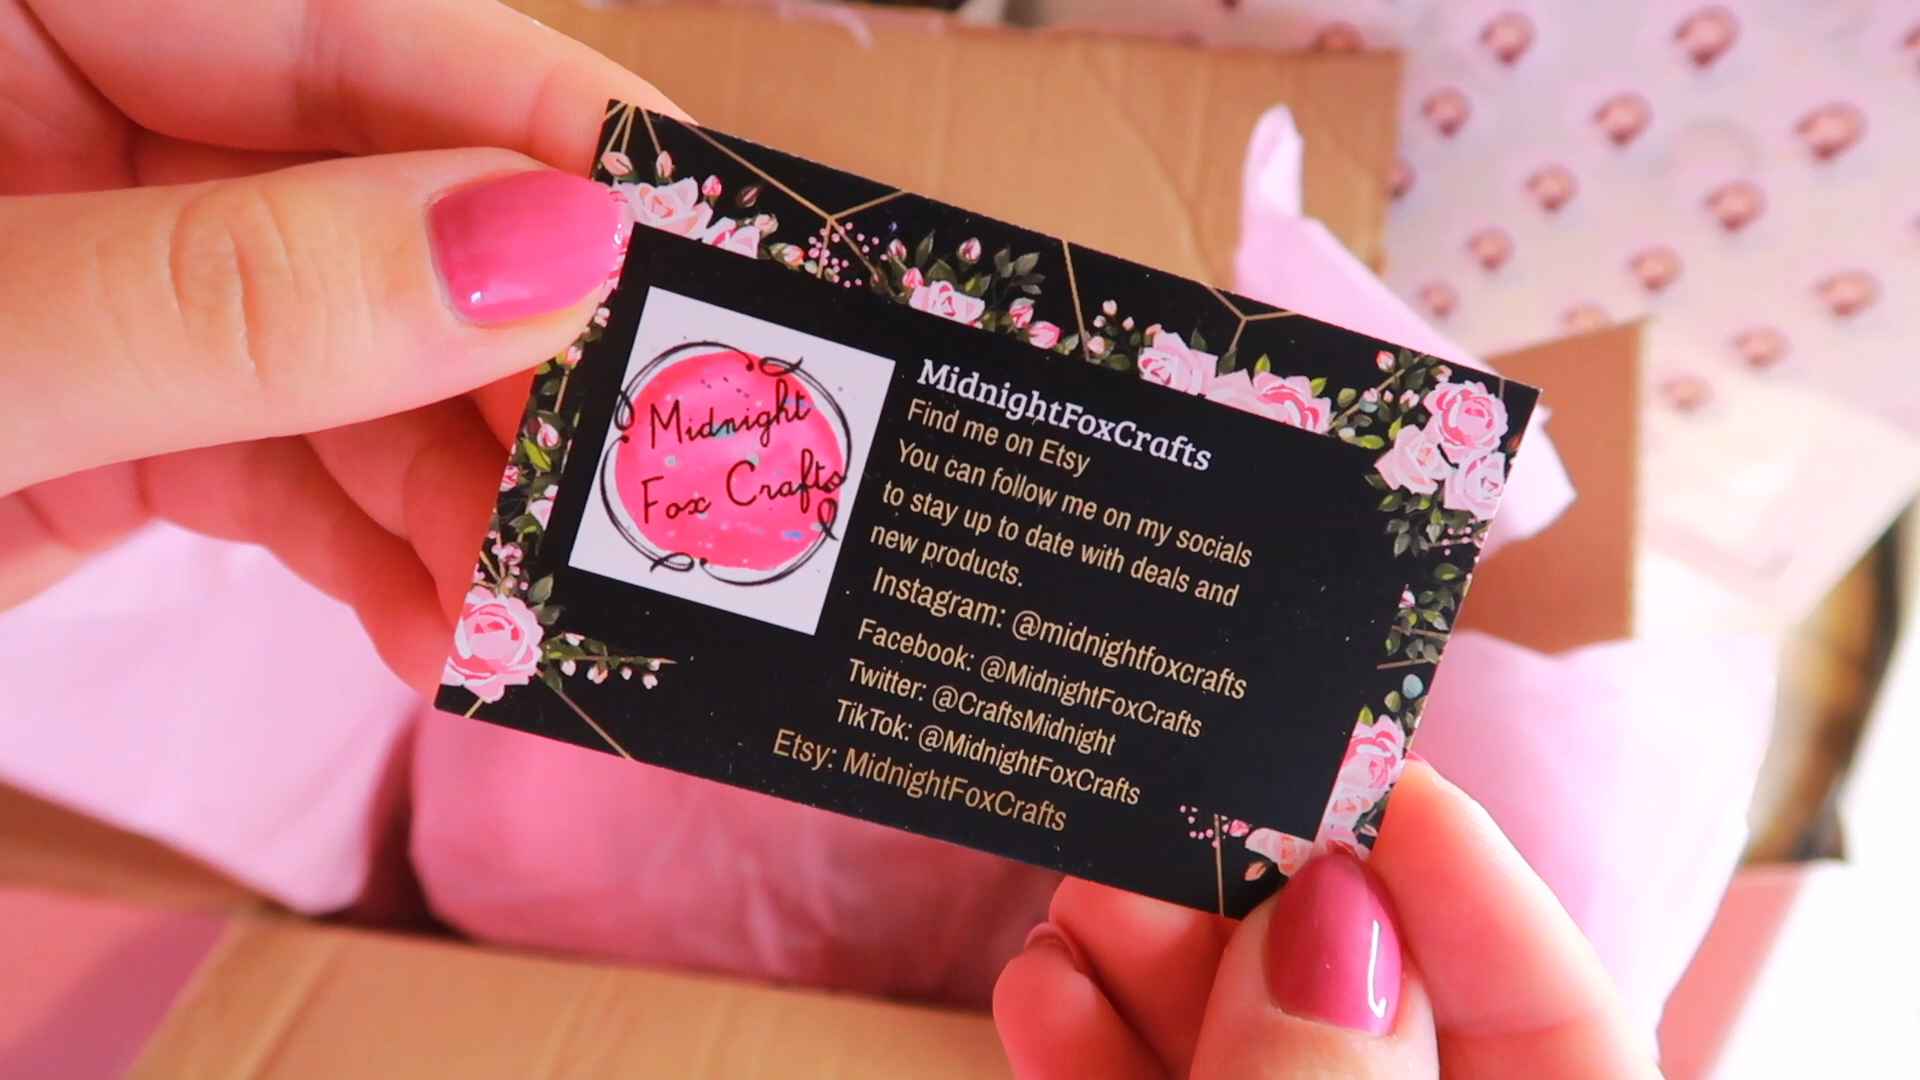 Midnight
Fox Crafts
MidnightFoxCrafts
Find me on Etsy
You can follow me on my socials
to stay up to date with deals and
new products.
Instagram: @midnightfoxcrafts
Facebook: @MidnightFoxCrafts
Twitter: @CraftsMidnight
TikTok: @MidnightFoxCrafts
Etsy: MidnightFoxCrafts